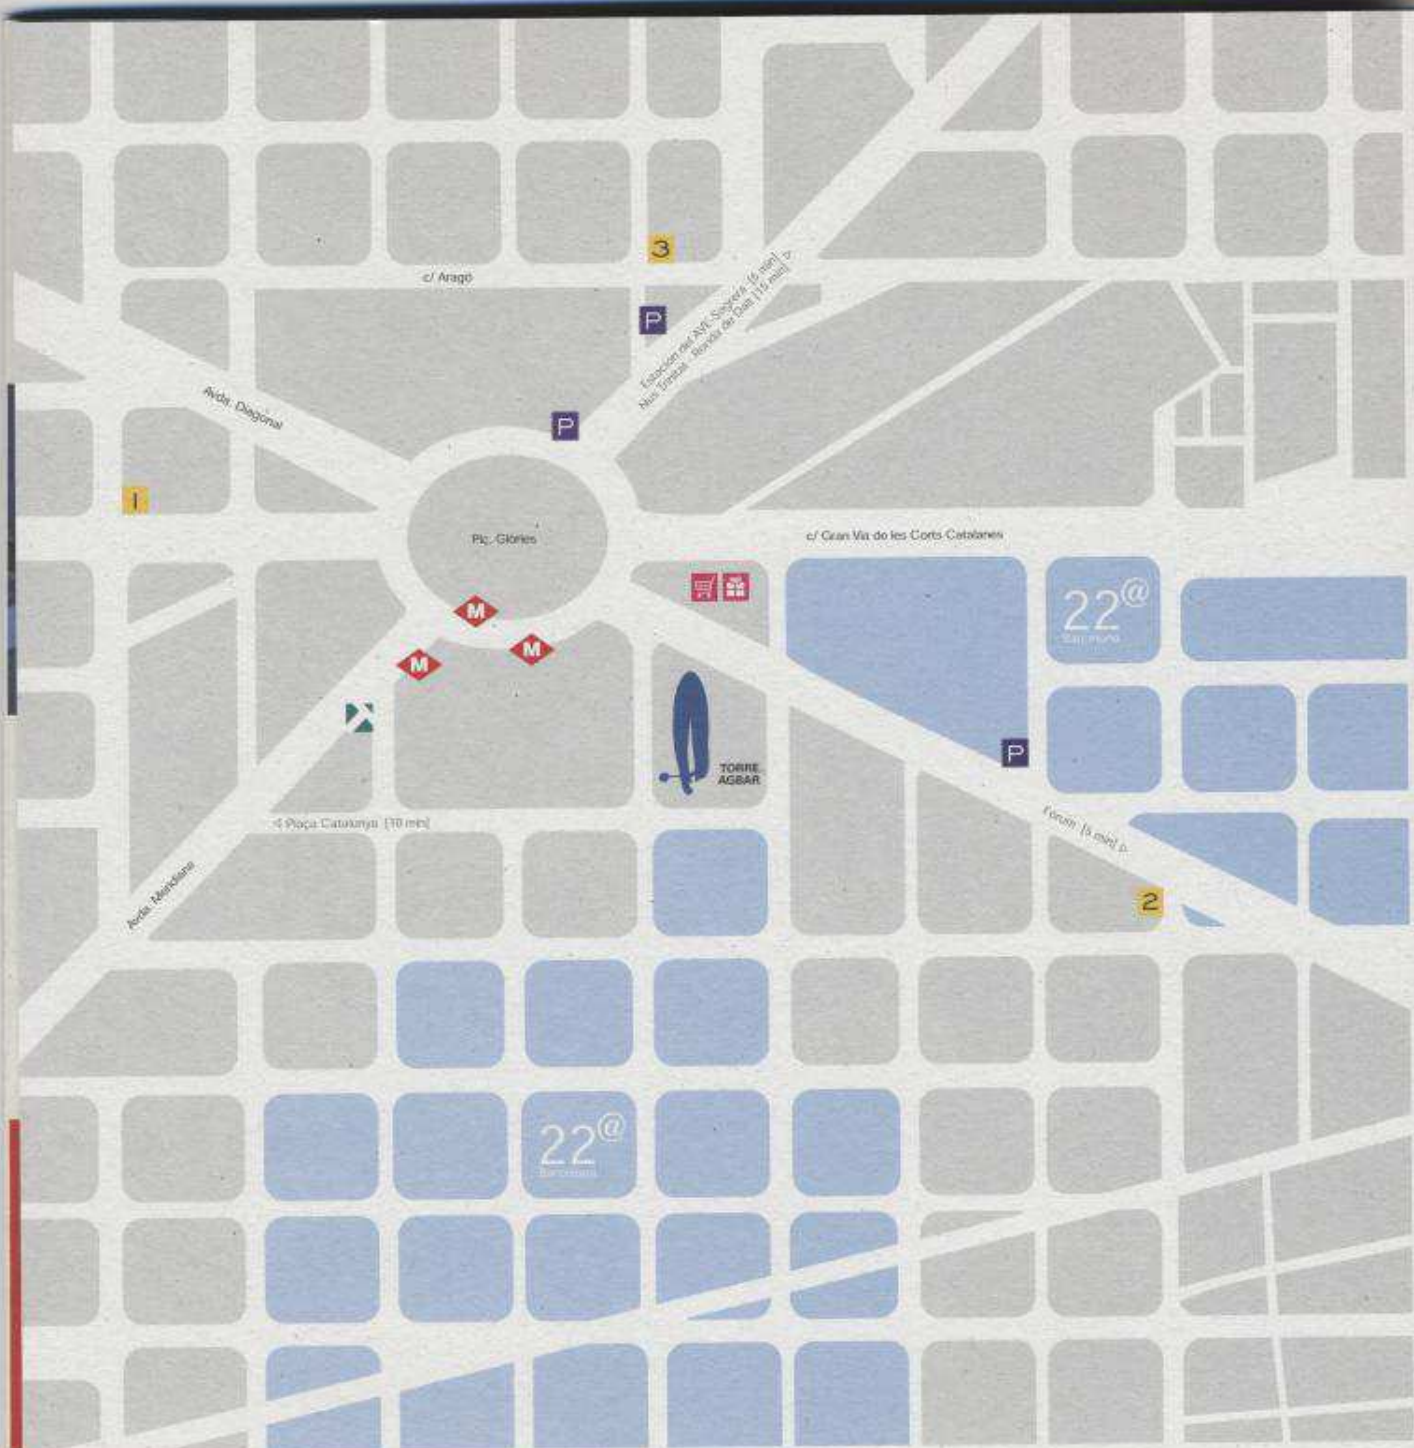 3
c/ Aragó
Estación del AVE-Sagrera [5 min] ▷
Nus Trinitat - Ronda de Dalt [15 min] ▷
P
Avda. Diagonal
P
1
Plç. Glòries
c/ Gran Via de les Corts Catalanes
22@
Barcelona
M
M
M
P
TORRE
AGBAR
◁ Plaça Catalunya [10 min]
Fòrum [5 min] ▷
Avda. Meridiana
2
22@
Barcelona